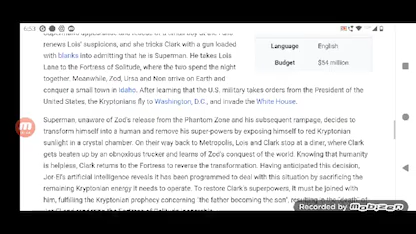 6:53
renews Lois' suspicions, and she tricks Clark with a gun loaded
with blanks into admitting that he is Superman. He takes Lois
Lane to the Fortress of Solitude, where the two spend the night
together. Meanwhile, Zod, Ursa and Non arrive on Earth and
conquer a small town in Idaho. After learning that the U.S. military takes orders from the President of
the United States, the Kryptonians fly to Washington, D.C., and invade the White House.
Language English
Budget $54 million
Superman, unaware of Zod's release from the Phantom Zone and his subsequent rampage, decides to
transform himself into a human and remove his super-powers by exposing himself to red Kryptonian
sunlight in a crystal chamber. On their way back to Metropolis, Lois and Clark stop at a diner, where Clark
gets beaten up by an obnoxious trucker and learns of Zod's conquest of the world. Knowing that humanity
is helpless, Clark returns to the Fortress to reverse the transformation. Having anticipated this decision,
Jor El's artificial intelligence reveals it has been programmed to deal with this situation by sacrificing the
remaining Kryptonian energy it needs to operate. To restore Clark's superpowers, it must be joined with
him, fulfilling the Kryptonian prophecy concerning "the father becoming the son", resulting in the "death" of
Recorded by Mobizen